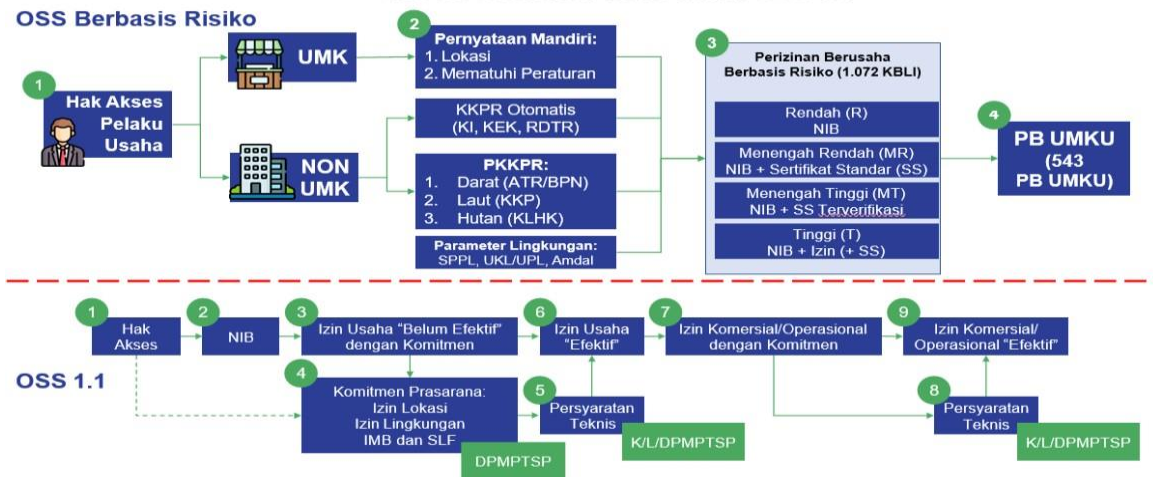 OSS Berbasis Risiko
1
Hak Akses
Pelaku
Usaha
UMK
NON
UMK
2
Pernyataan Mandiri:
1. Lokasi
2. Mematuhi Peraturan
KKPR Otomatis
(KI, KEK, RDTR)
PKKPR:
1. Darat (ATR/BPN)
2. Laut (KKP)
3. Hutan (KLHK)
Parameter Lingkungan:
SPPL, UKL/UPL, Amdal
3
Perizinan Berusaha
Berbasis Risiko (1.072 KBLI)
Rendah (R)
NIB
Menengah Rendah (MR)
NIB + Sertifikat Standar (SS)
Menengah Tinggi (MT)
NIB + SS Terverifikasi
Tinggi (T)
NIB + Izin (+ SS)
4
PB UMKU
(543
PB UMKU)
OSS 1.1
1
Hak
Akses
2
NIB
3
Izin Usaha “Belum Efektif”
dengan Komitmen
4
Komitmen Prasarana:
Izin Lokasi
Izin Lingkungan
IMB dan SLF
DPMPTSP
5
Persyaratan
Teknis
K/L/DPMPTSP
6
Izin Usaha
“Efektif”
7
Izin Komersial/Operasional
dengan Komitmen
8
Persyaratan
Teknis
K/L/DPMPTSP
9
Izin Komersial/
Operasional “Efektif”